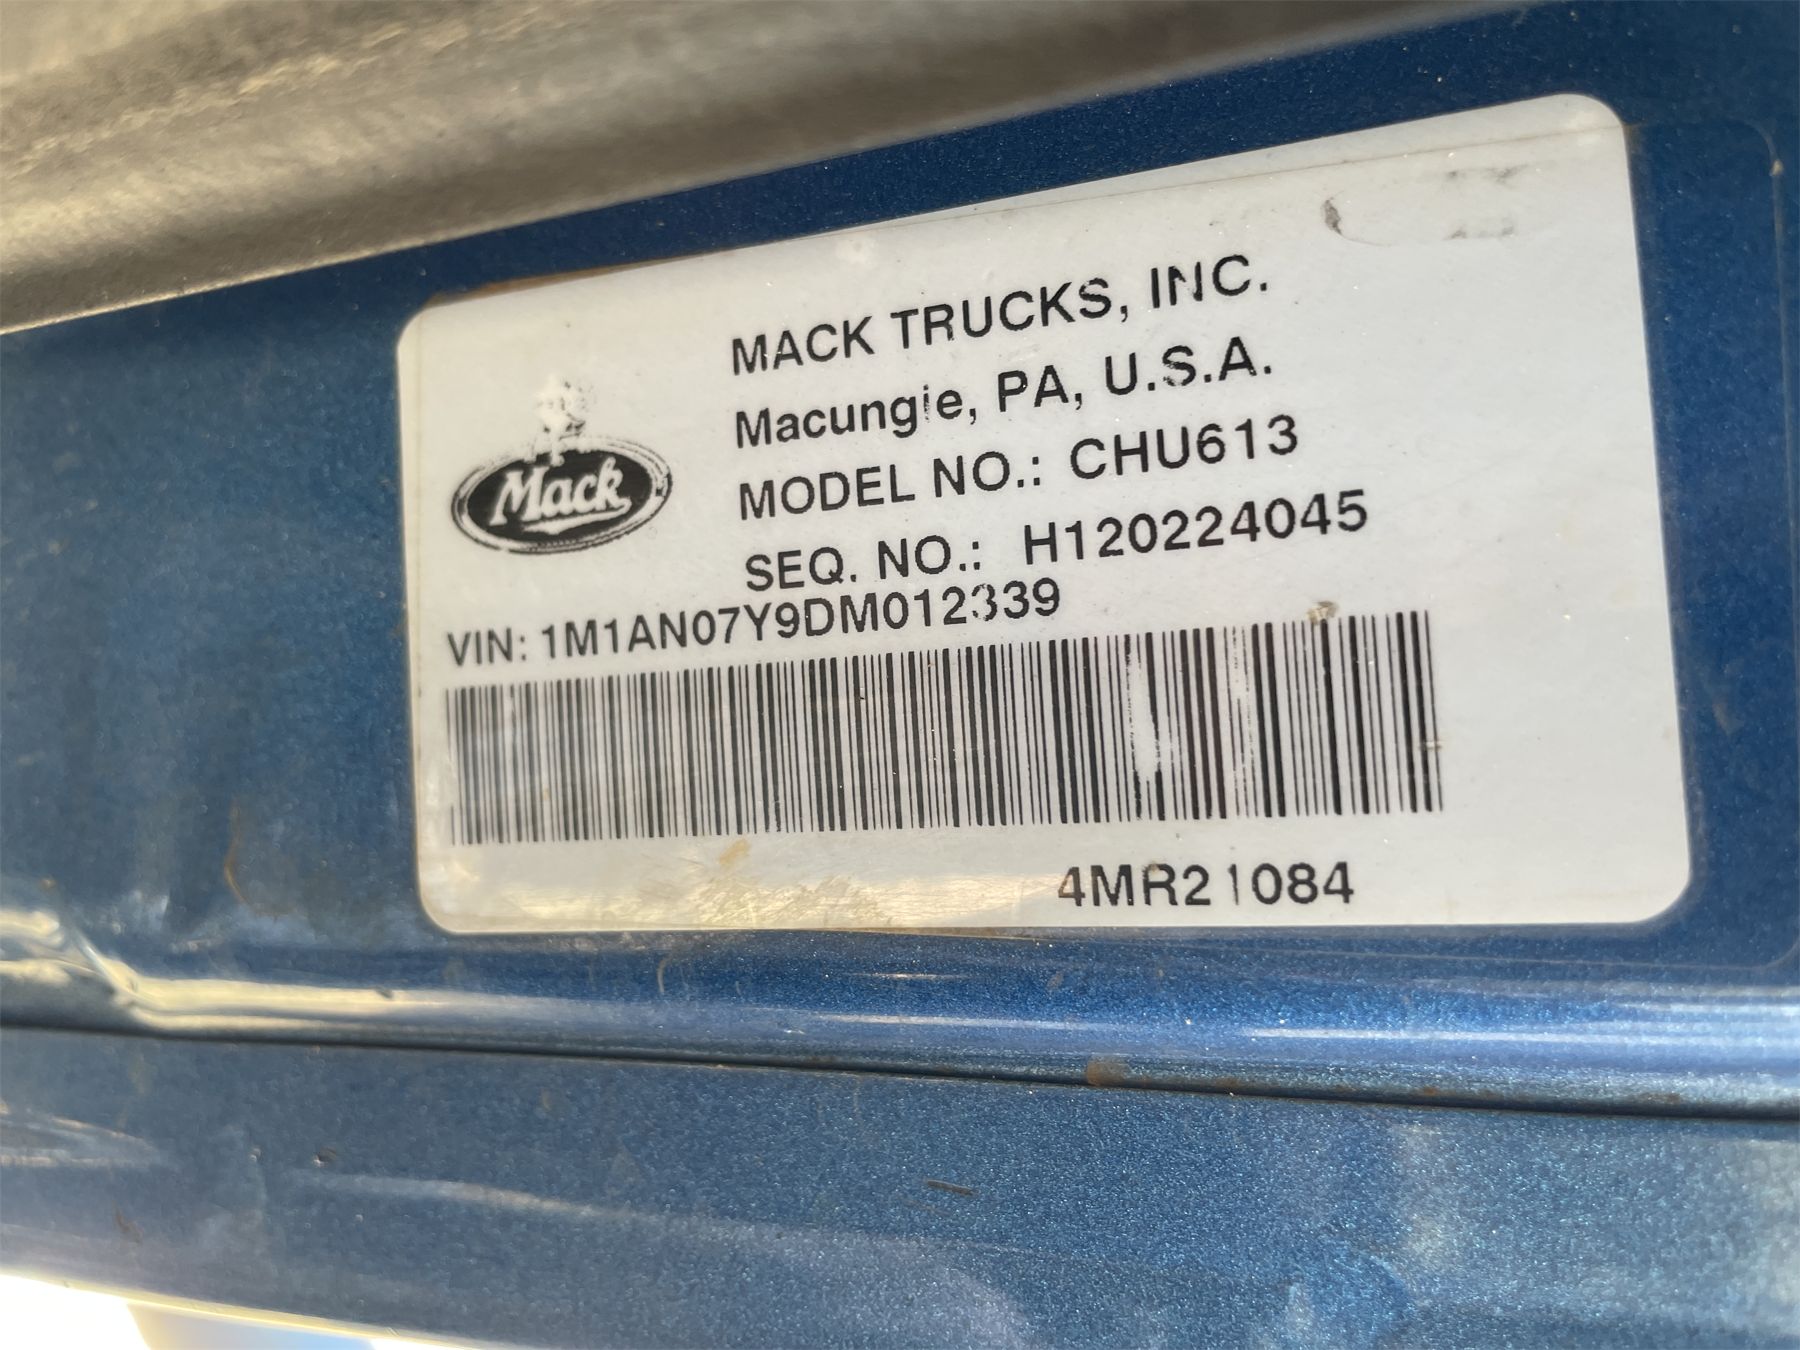 MACK TRUCKS, INC.
Macungie, PA, U.S.A.
Mack
MODEL NO.: CHU613
SEQ. NO.: H120224045
VIN: 1M1AN07Y9DM012339
4MR21084